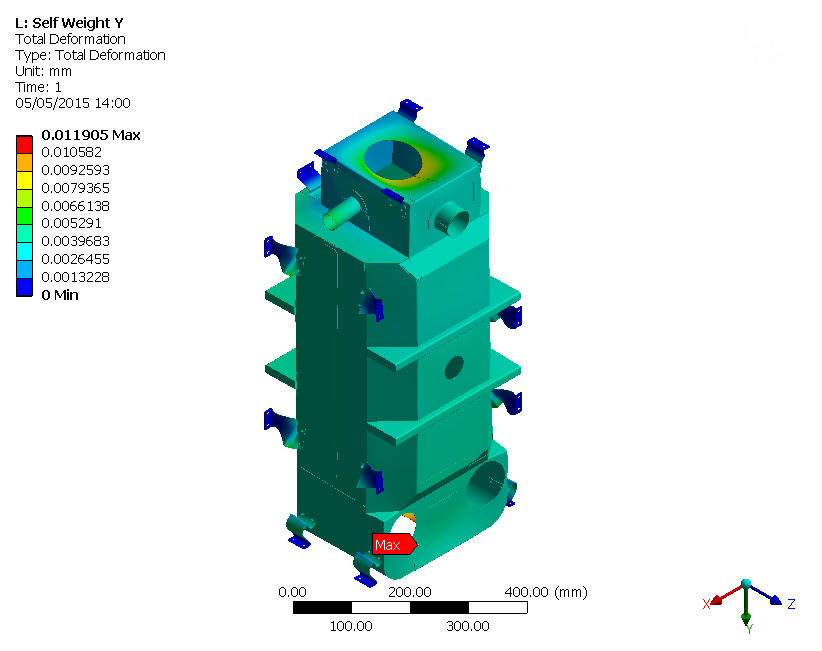 L: Self Weight Y
Total Deformation
Type: Total Deformation
Unit: mm
Time: 1
05/05/2015 14:00
0.011905 Max
0.010582
0.0092593
0.0079365
0.0066138
0.005291
0.0039683
0.0026455
0.0013228
0 Min
Max
0.00 200.00 400.00 (mm)
100.00 300.00
X Z
Y